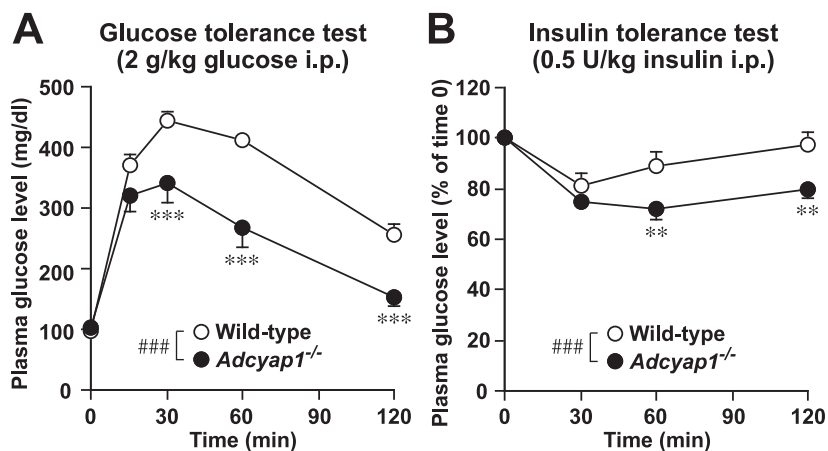 A
Glucose tolerance test
(2 g/kg glucose i.p.)
Plasma glucose level (mg/dl)
500
400
300
200
100
0
***
***
***
###
Wild-type
Adcyap1-/-
0
30
60
90
120
Time (min)
B
Insulin tolerance test
(0.5 U/kg insulin i.p.)
Plasma glucose level (% of time 0)
120
100
80
60
40
20
0
**
**
###
Wild-type
Adcyap1-/-
0
30
60
90
120
Time (min)